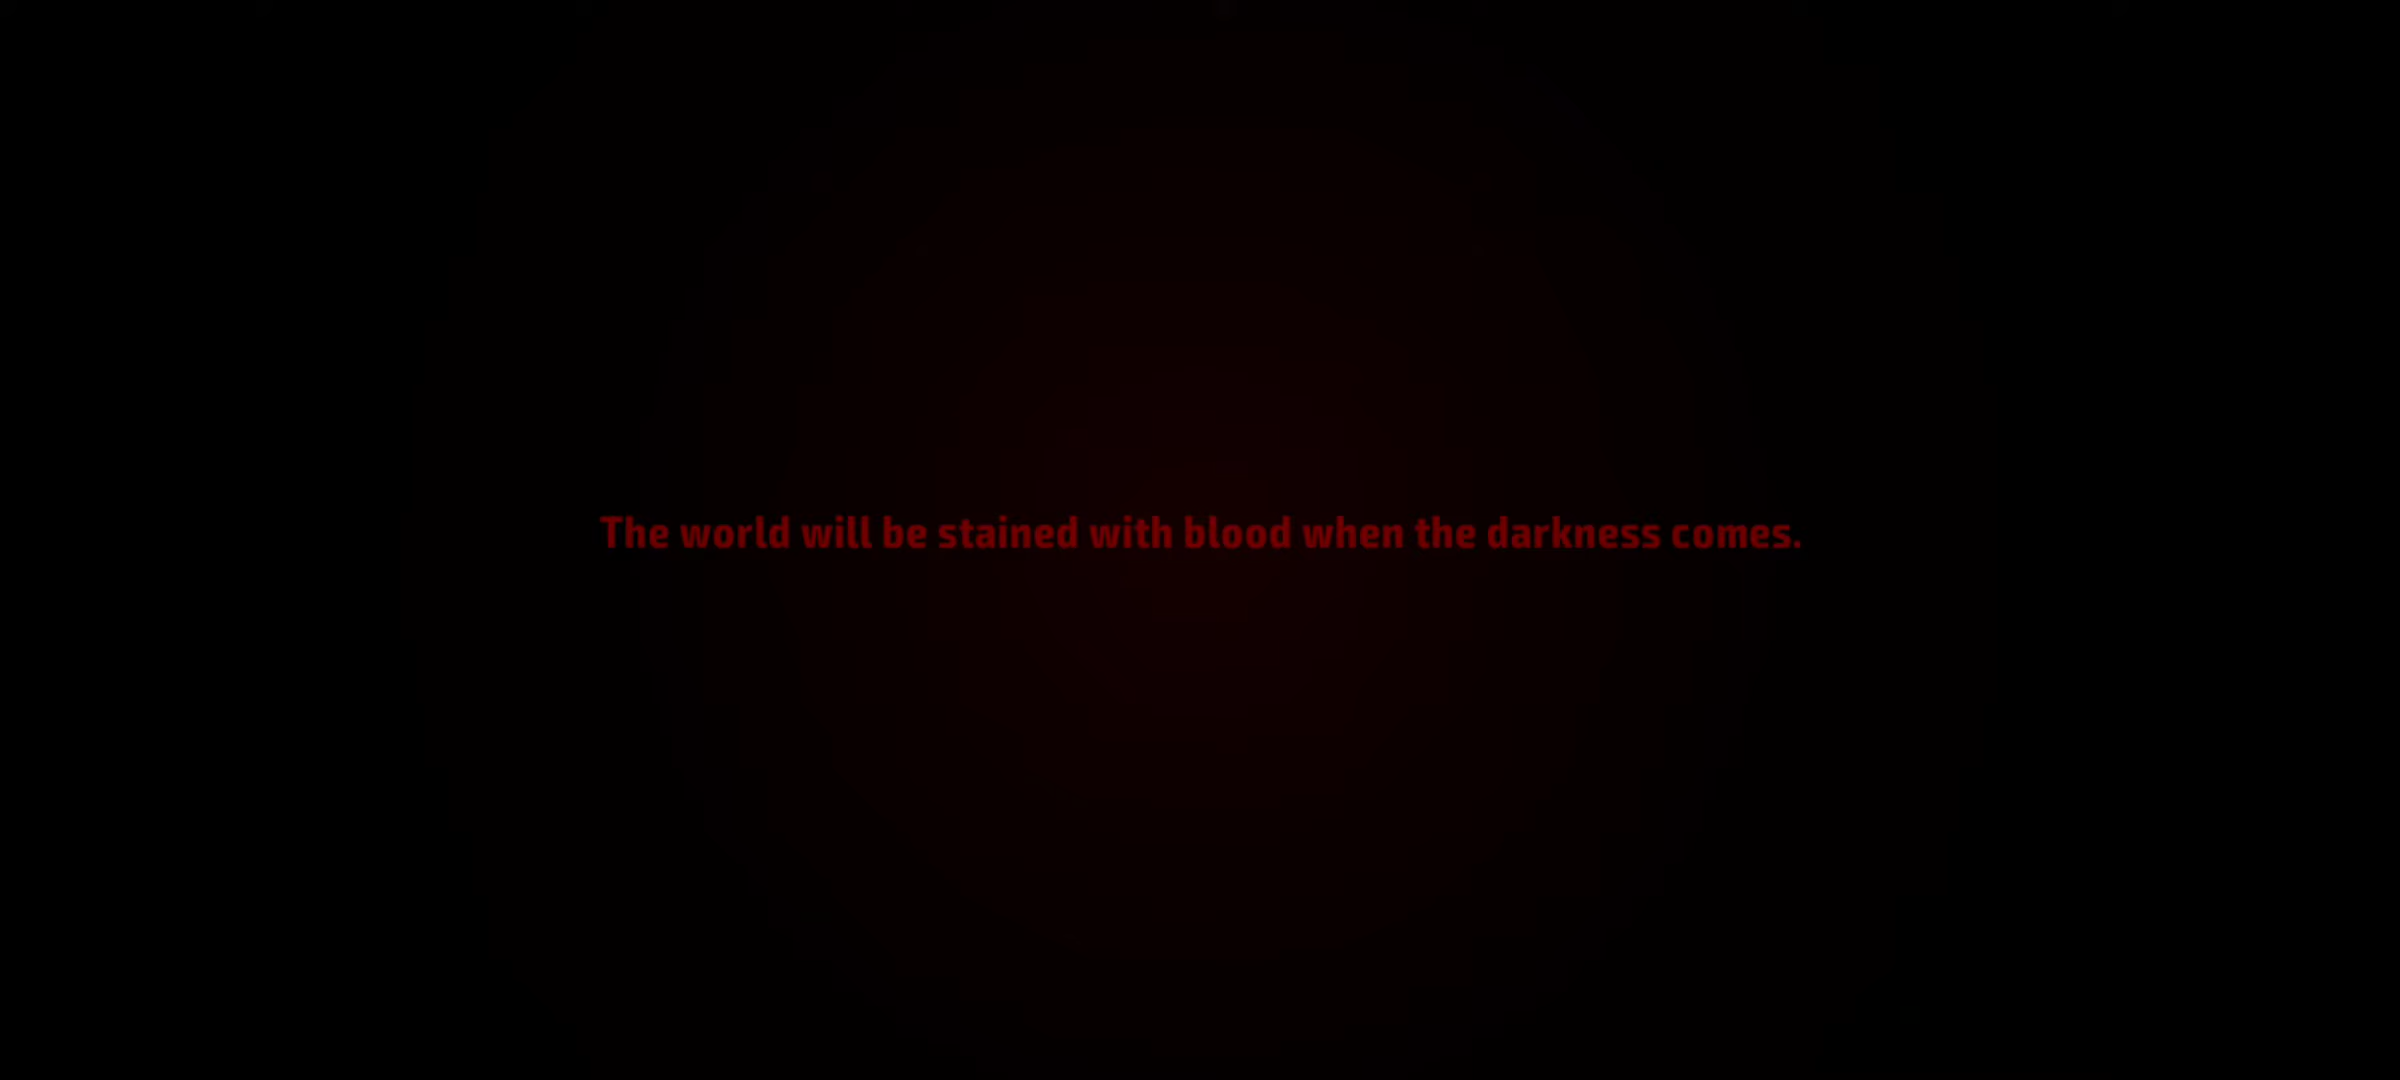 The world will be stained with blood when the darkness comes.